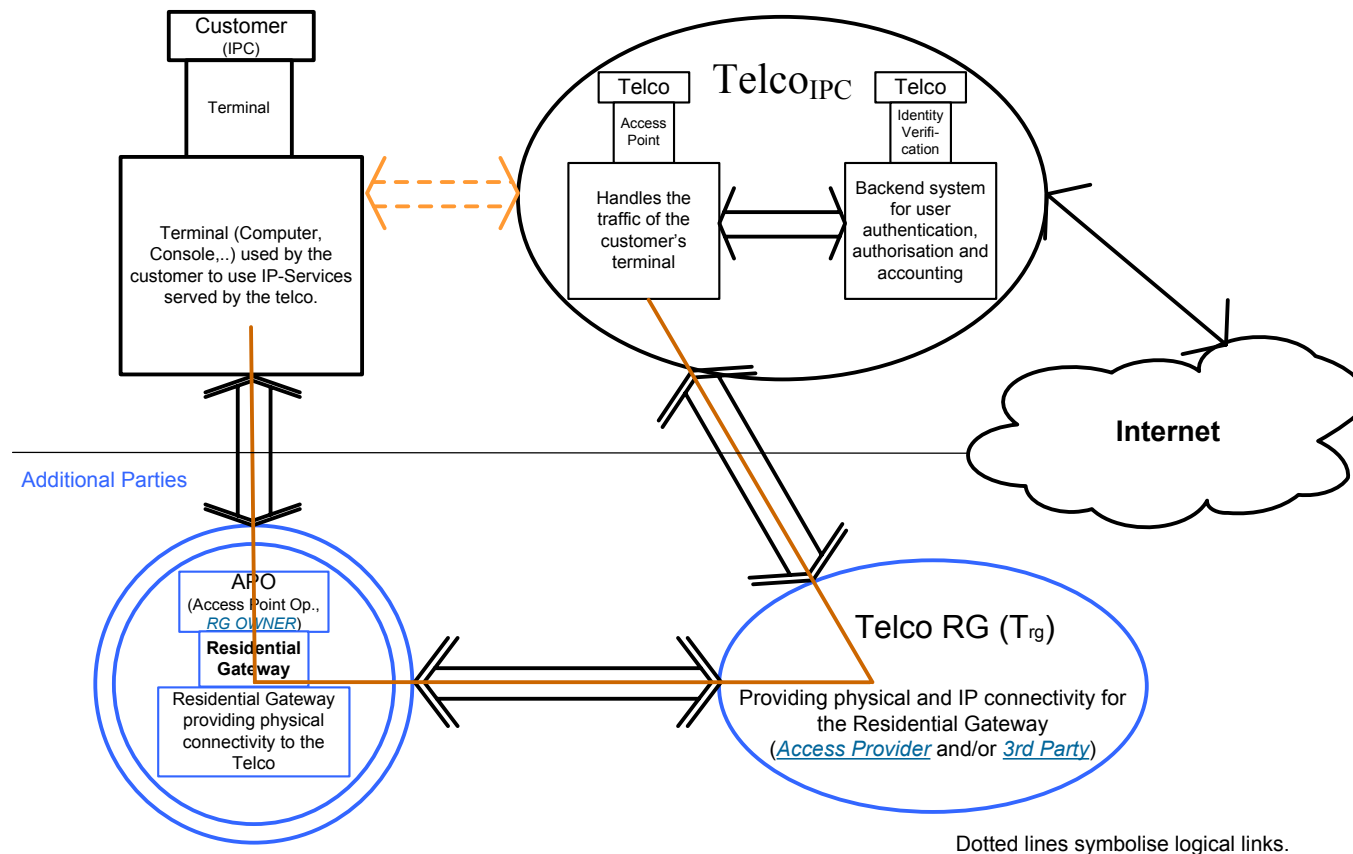 Customer
(IPC)
Terminal
Terminal (Computer,
Console,..) used by the
customer to use IP-Services
served by the telco.
TelcoIPC
Telco
Access
Point
Handles the
traffic of the
customer's
terminal
Telco
Identity
Verifi-
cation
Backend system
for user
authentication,
authorisation and
accounting
Internet
Additional Parties
APO
(Access Point Op.,
RG OWNER)
Residential
Gateway
Residential Gateway
providing physical
connectivity to the
Telco
Telco RG (Trg)
Providing physical and IP connectivity for
the Residential Gateway
(Access Provider and/or 3rd Party)
Dotted lines symbolise logical links.